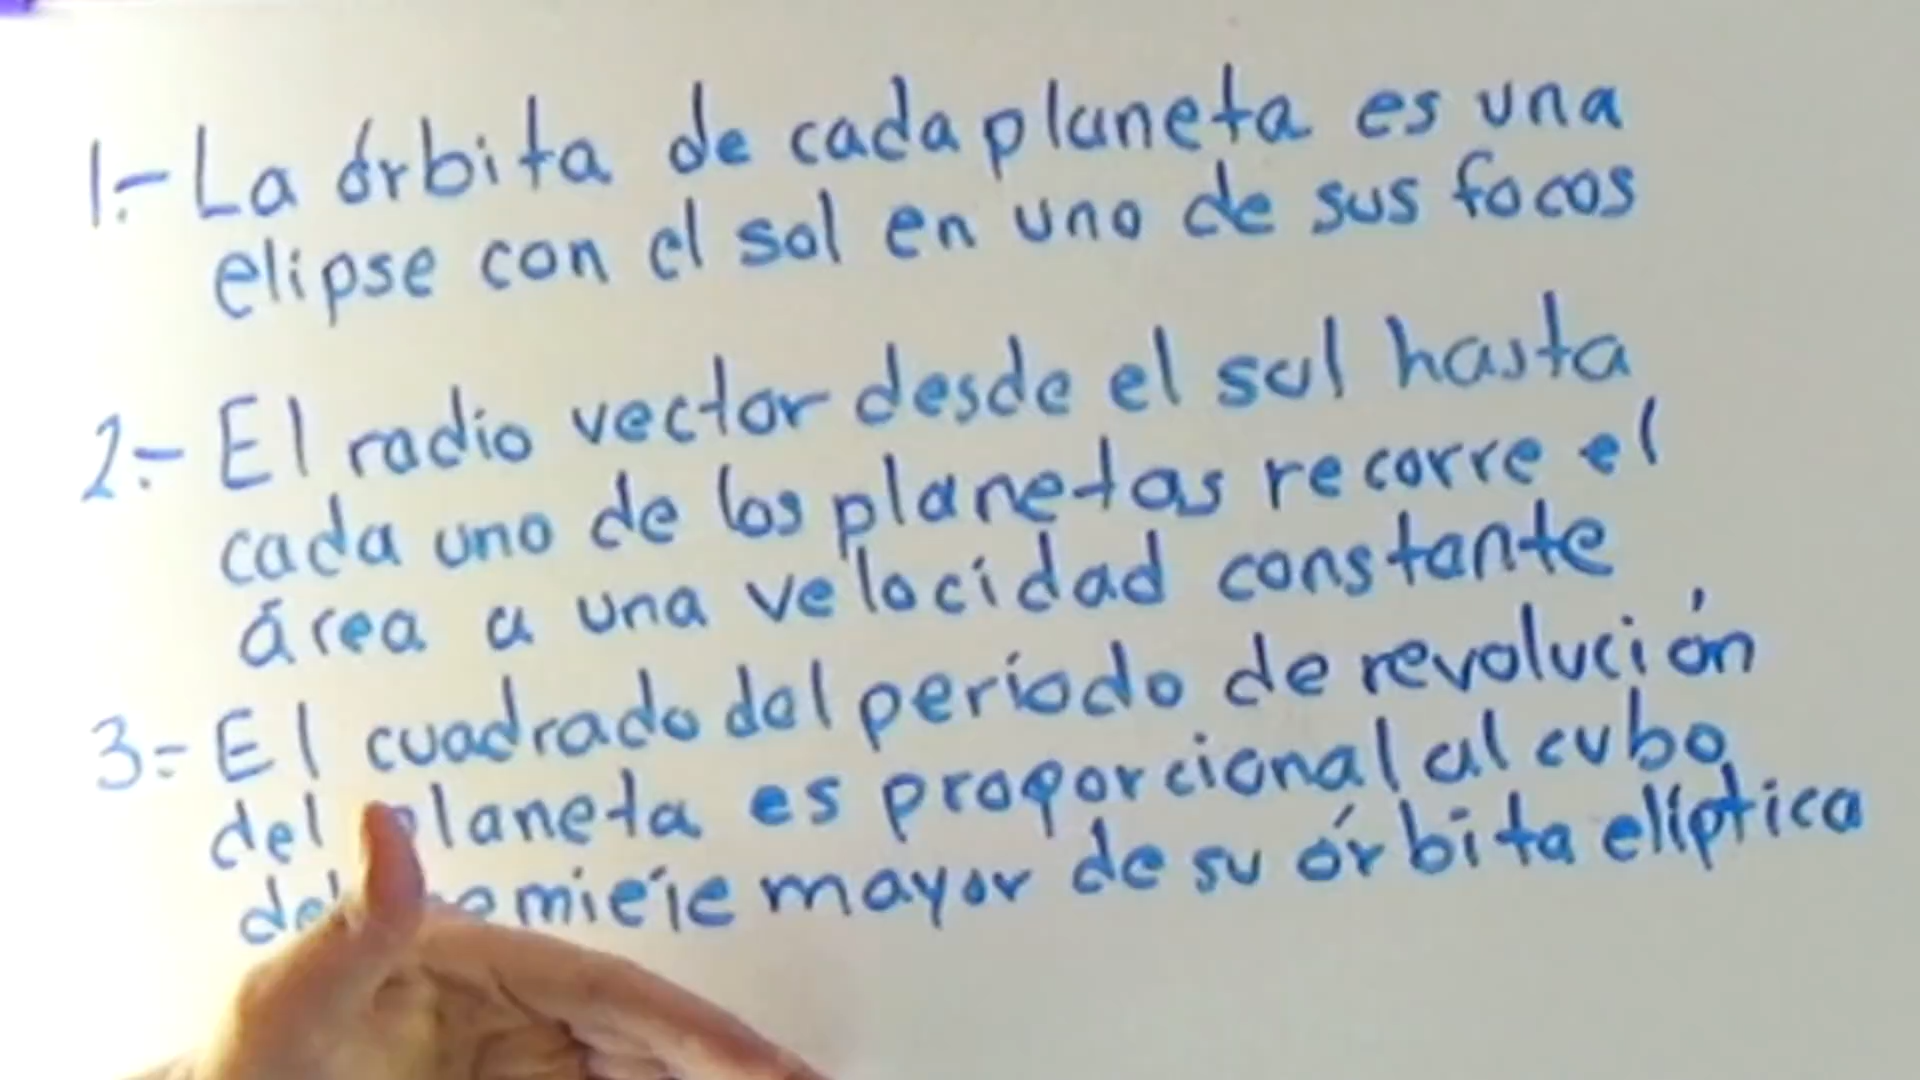 1.- La órbita de cada planeta es una
elipse con el sol en uno de sus focos
2.- El radio vector desde el sol hasta
cada uno de los planetas recorre el
área a una velocidad constante
3.- El cuadrado del período de revolución
del planeta es proporcional al cubo
mieje mayor de su órbita elíptica